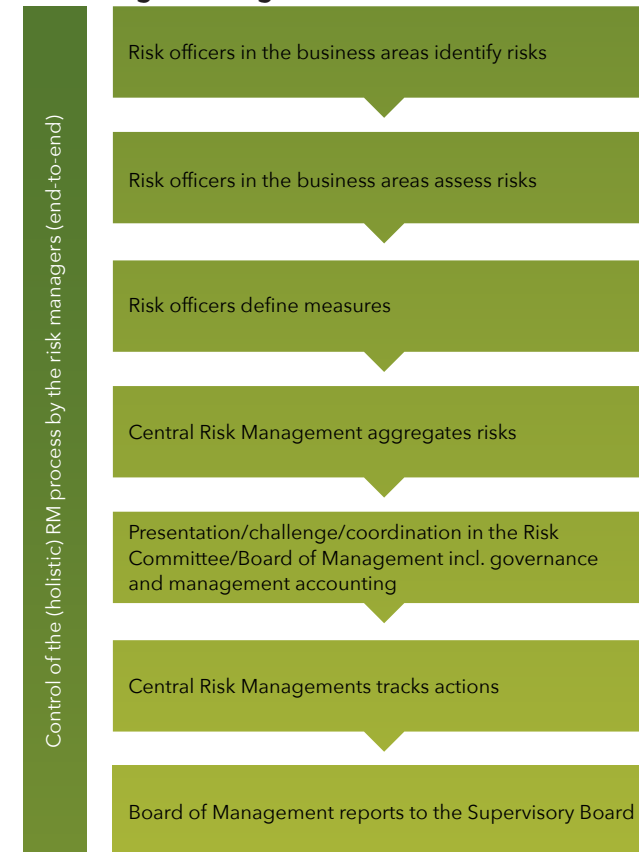 Control of the (holistic) RM process by the risk managers (end-to-end)
Risk officers in the business areas identify risks
Risk officers in the business areas assess risks
Risk officers define measures
Central Risk Management aggregates risks
Presentation/challenge/coordination in the Risk
Committee/Board of Management incl. governance
and management accounting
Central Risk Managements tracks actions
Board of Management reports to the Supervisory Board